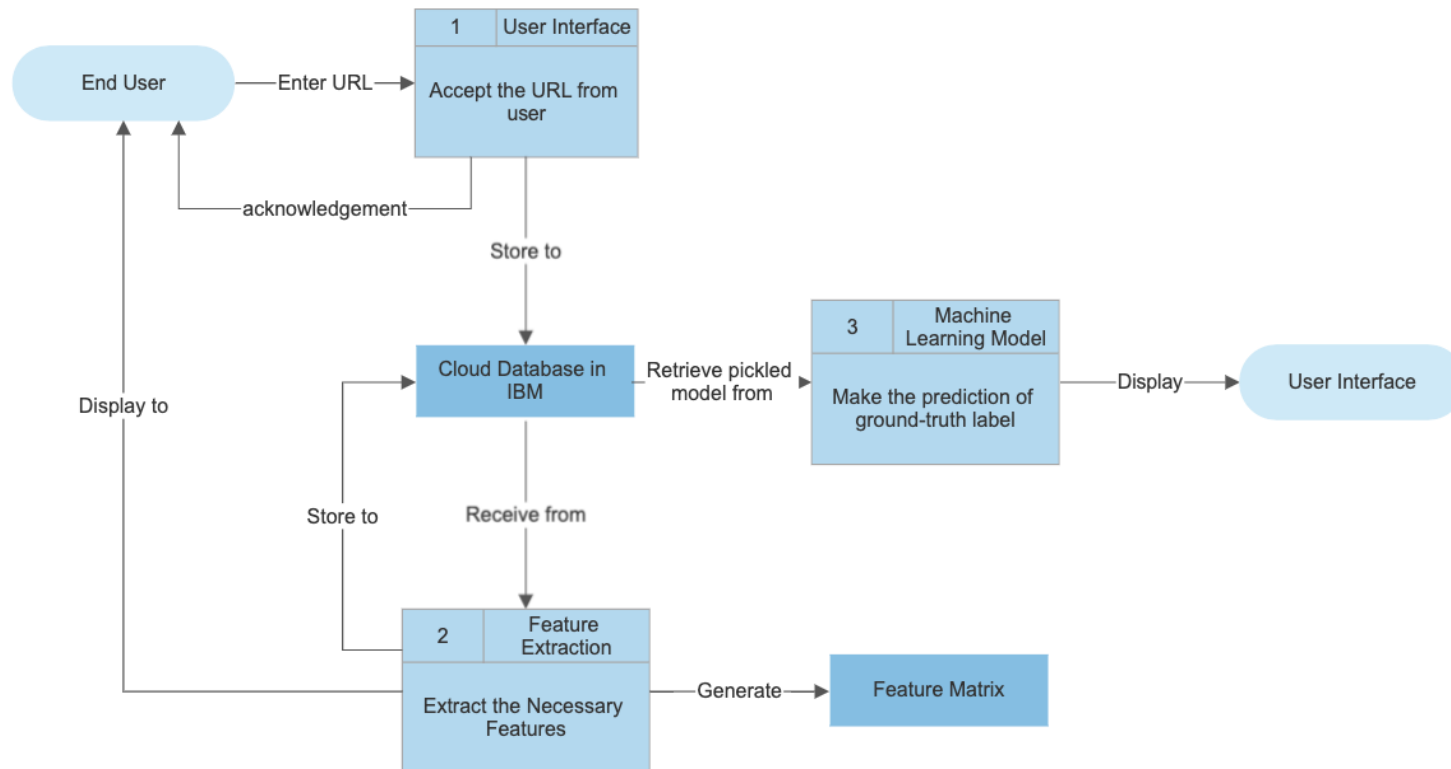 1
User Interface
End User
Enter URL
Accept the URL from
user
acknowledgement
Store to
3
Machine
Learning Model
Cloud Database in
IBM
Retrieve pickled
model from
Make the prediction of
ground-truth label
Display
User Interface
Display to
Store to
Receive from
2
Feature
Extraction
Extract the Necessary
Features
Generate
Feature Matrix